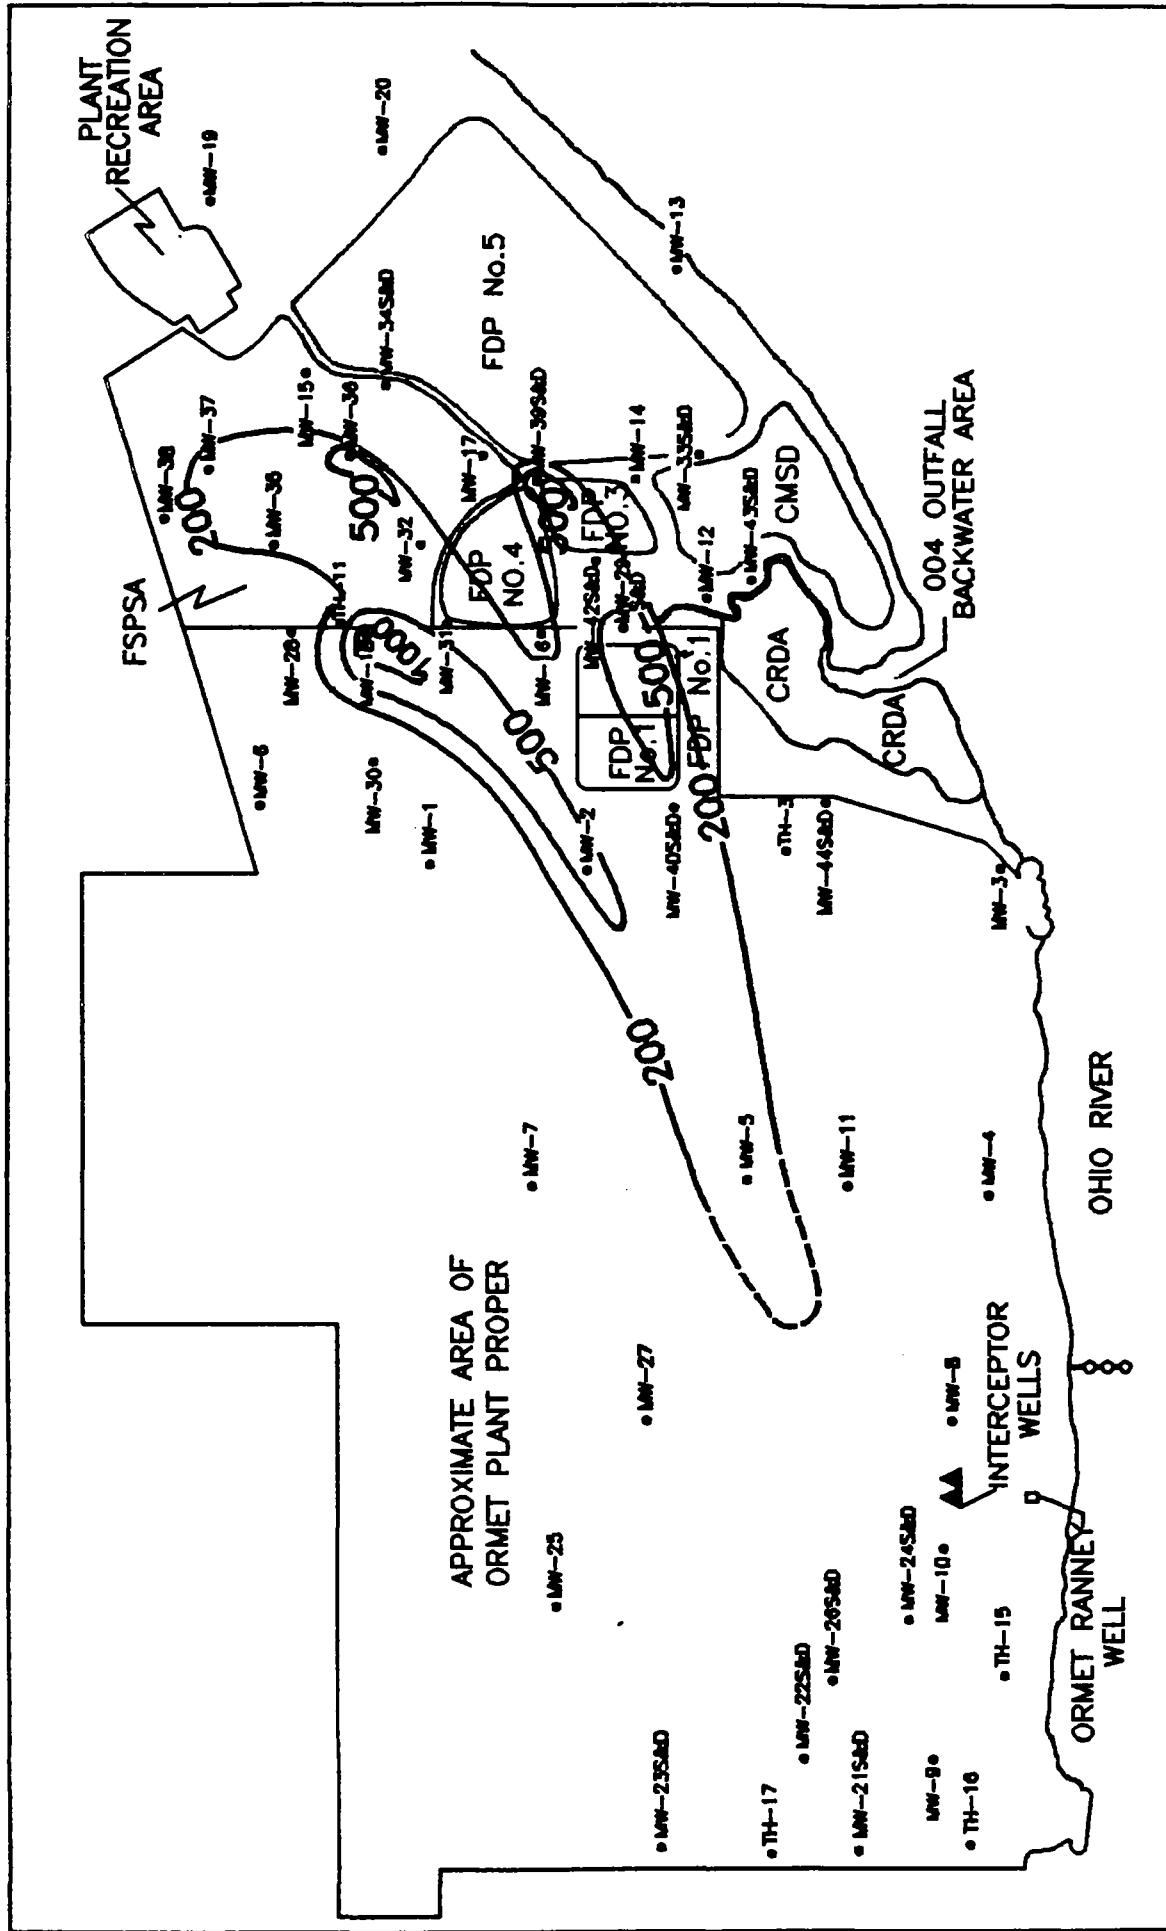 PLANT
RECREATION
AREA
MW-19
MW-20
MW-13
FDP No.5
MW-34S&D
MW-37
MW-15
MW-36
MW-38
200
MW-36
500
MW-32
MW-17
MW-39S&D
MW-14
MW-33S&D
500
FDP
NO.3
FDP
NO.4
MW-12
MW-43S&D
CMSD
004 OUTFALL
BACKWATER AREA
FSPSA
TH-11
MW-28
MW-18
1000
MW-31
MW-16
MW-42S&D
MW-29
S&D
500
FDP
No.1
FDP No.1
CRDA
CRDA
MW-6
MW-30
MW-1
500
MW-2
MW-40S&D
200
TH-3
MW-44S&D
MW-3
200
MW-7
MW-5
MW-11
MW-4
OHIO RIVER
APPROXIMATE AREA OF
ORMET PLANT PROPER
MW-27
MW-8
INTERCEPTOR
WELLS
MW-25
MW-24S&D
MW-10
MW-26S&D
TH-15
ORMET RANNEY
WELL
MW-22S&D
MW-23S&D
TH-17
MW-21S&D
MW-9
TH-16